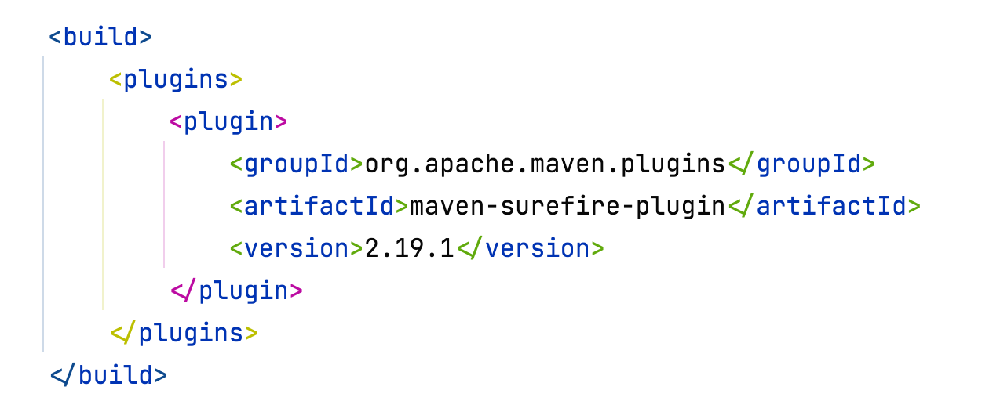 <build>
<plugins>
<plugin>
<groupId>org.apache.maven.plugins</groupId>
<artifactId>maven-surefire-plugin</artifactId>
<version>2.19.1</version>
</plugin>
</plugins>
</build>